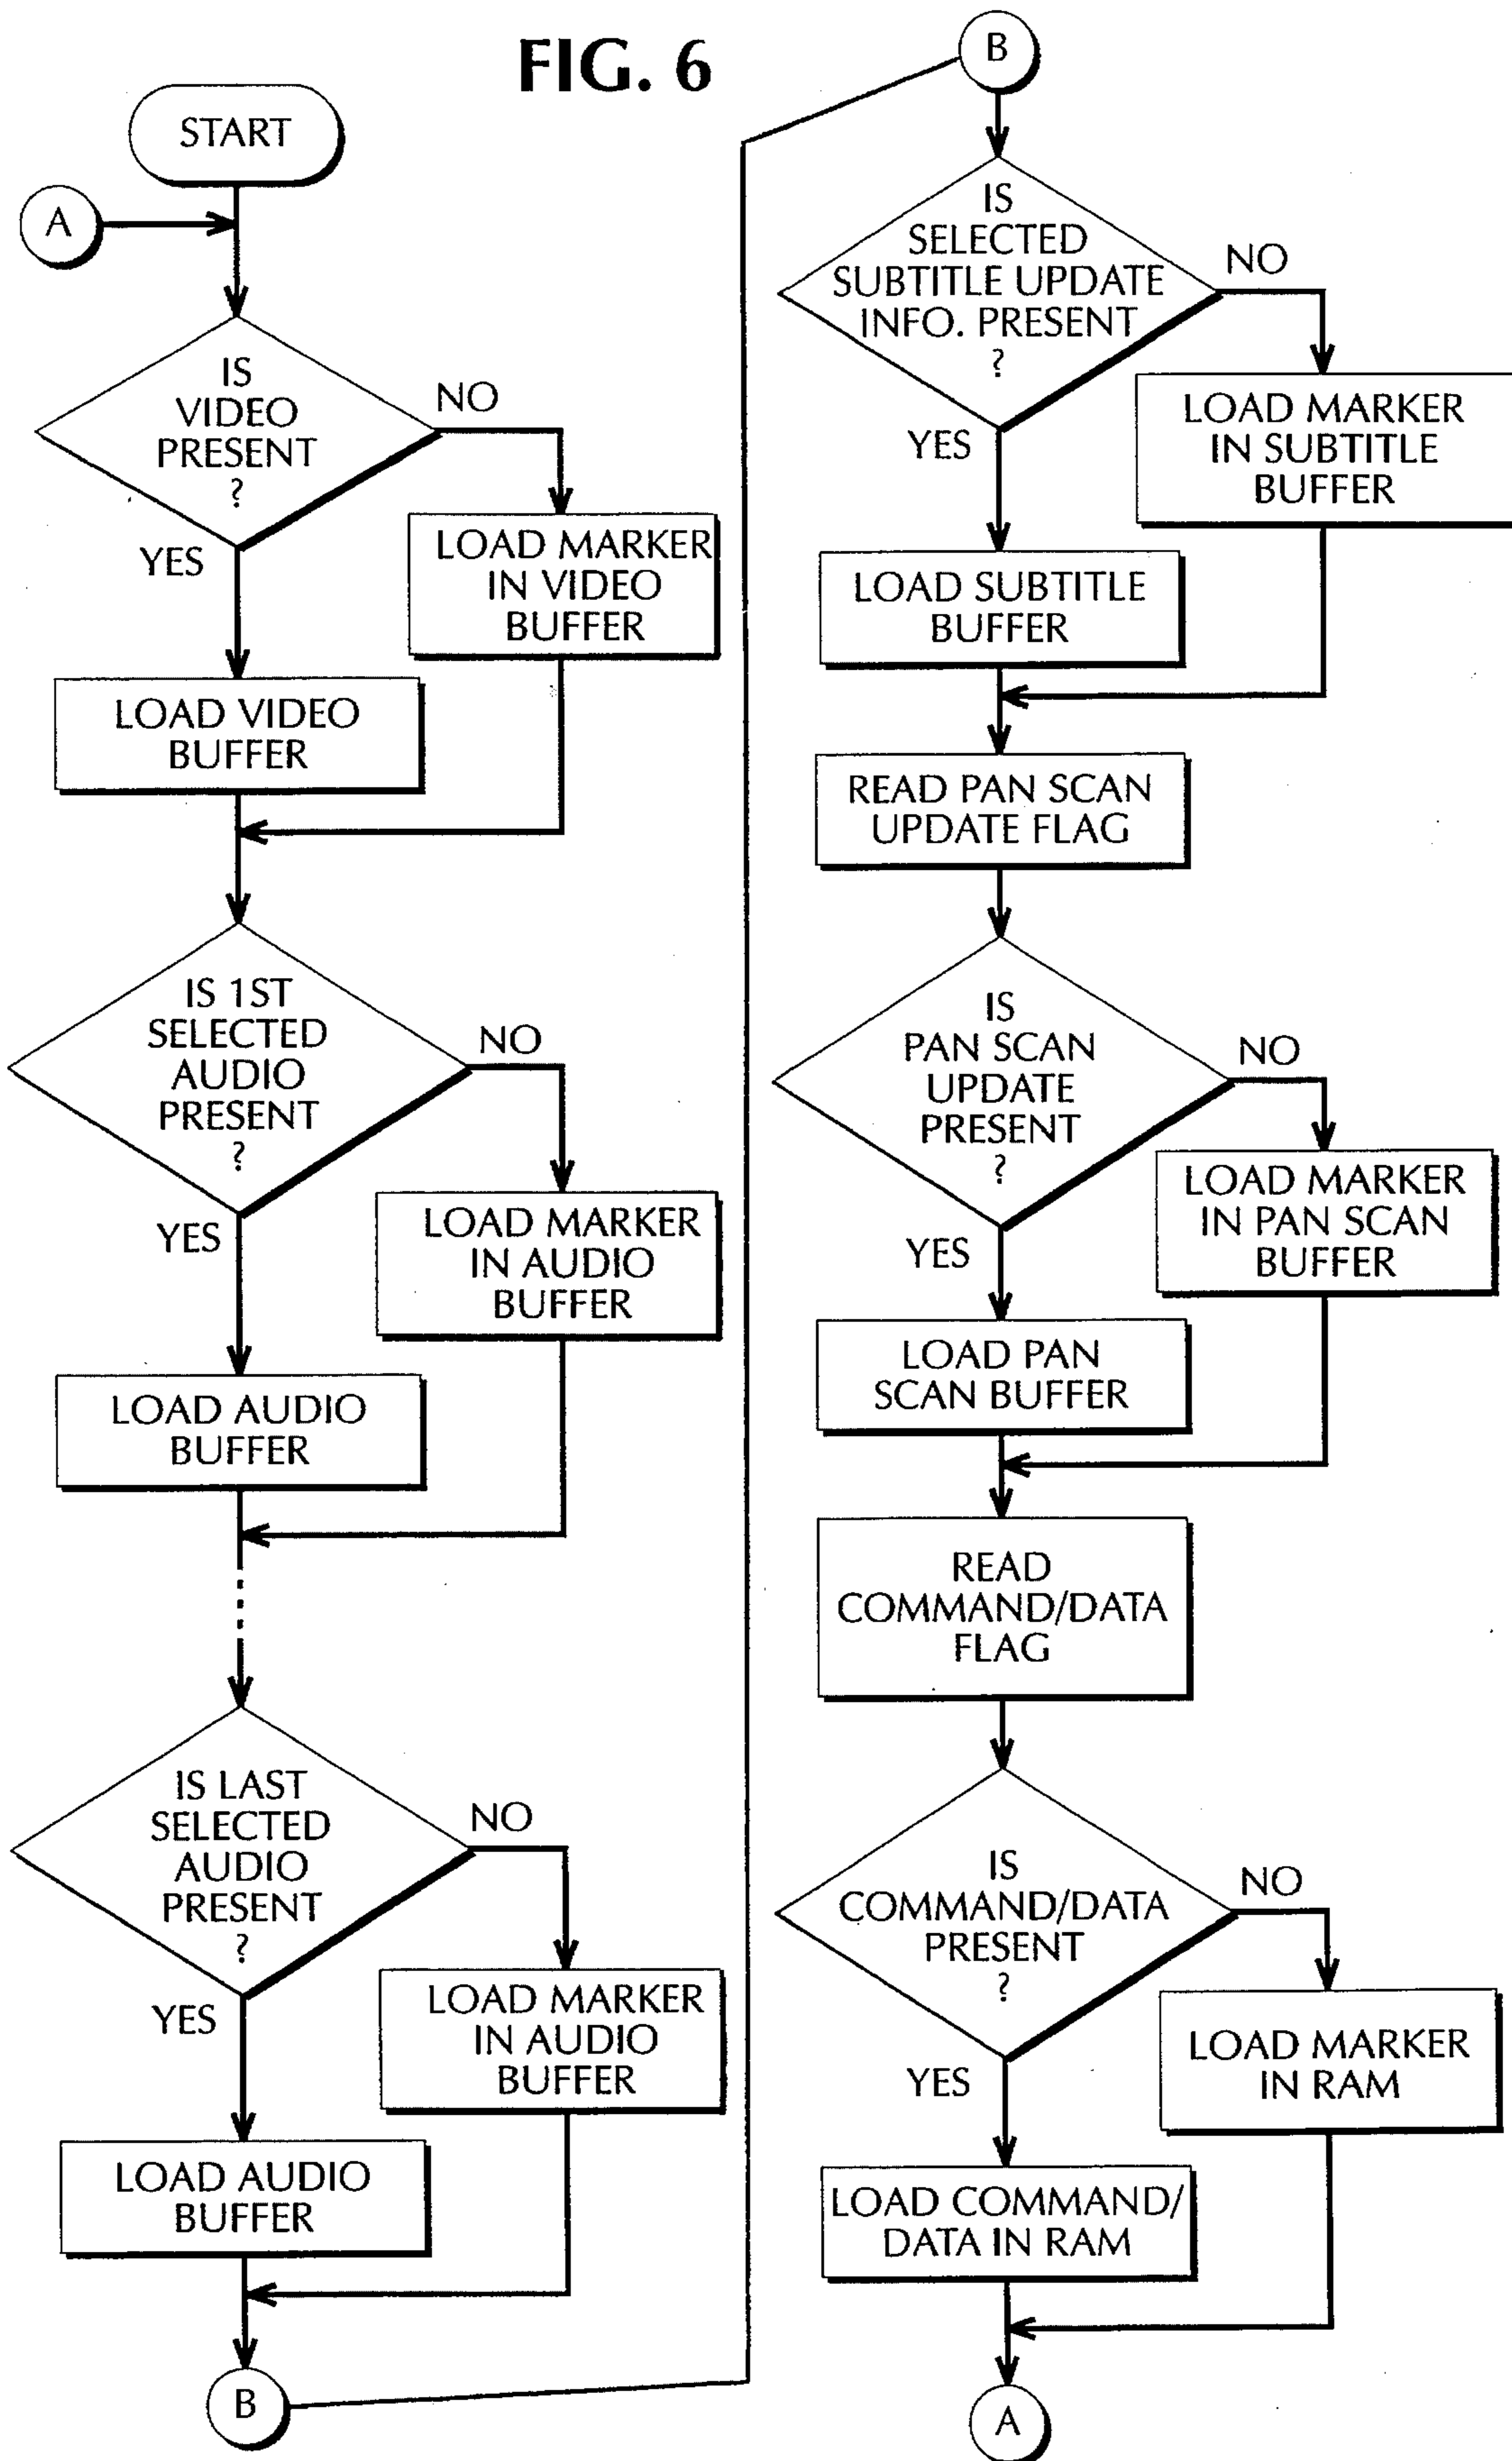 FIG. 6
START
A
IS
VIDEO
PRESENT
?
NO
YES
LOAD MARKER
IN VIDEO
BUFFER
LOAD VIDEO
BUFFER
IS 1ST
SELECTED
AUDIO
PRESENT
?
NO
YES
LOAD MARKER
IN AUDIO
BUFFER
LOAD AUDIO
BUFFER
IS LAST
SELECTED
AUDIO
PRESENT
?
NO
YES
LOAD MARKER
IN AUDIO
BUFFER
LOAD AUDIO
BUFFER
B
B
IS
SELECTED
SUBTITLE UPDATE
INFO. PRESENT
?
NO
YES
LOAD MARKER
IN SUBTITLE
BUFFER
LOAD SUBTITLE
BUFFER
READ PAN SCAN
UPDATE FLAG
IS
PAN SCAN
UPDATE
PRESENT
?
NO
YES
LOAD MARKER
IN PAN SCAN
BUFFER
LOAD PAN
SCAN BUFFER
READ
COMMAND/DATA
FLAG
IS
COMMAND/DATA
PRESENT
?
NO
YES
LOAD MARKER
IN RAM
LOAD COMMAND/
DATA IN RAM
A